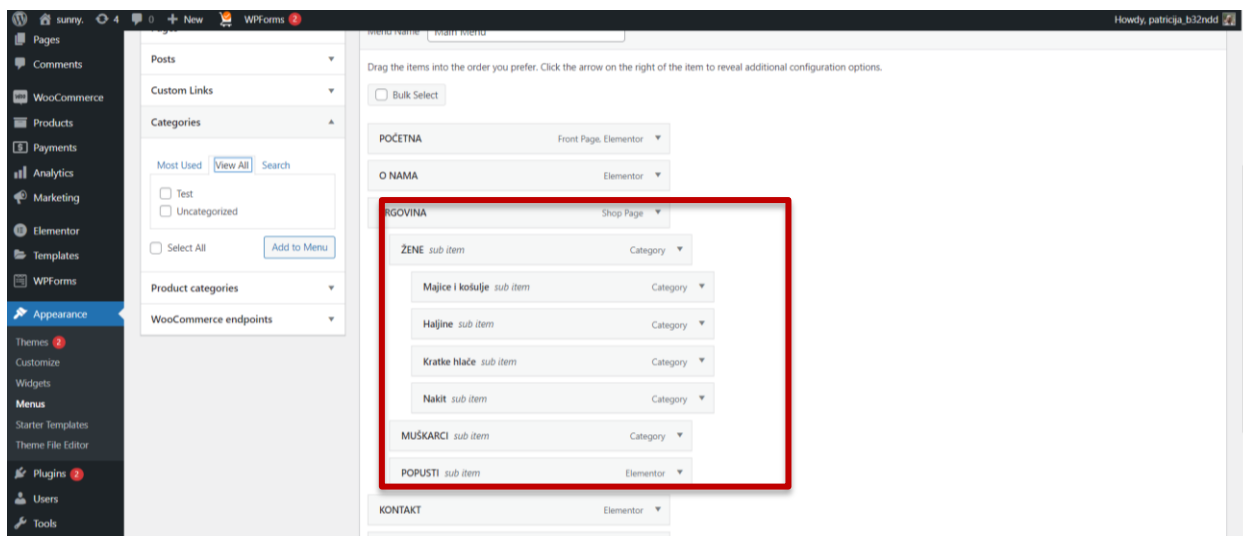 sunny. 4 0 + New WPForms 2 Howdy, patricija_b32ndd
Pages
Comments
WooCommerce
Products
Payments
Analytics
Marketing
Elementor
Templates
WPForms
Appearance
Themes 2
Customize
Widgets
Menus
Starter Templates
Theme File Editor
Plugins 2
Users
Tools
Posts
Custom Links
Categories
Most Used View All Search
Test
Uncategorized
Select All Add to Menu
Product categories
WooCommerce endpoints
Menu Name Main Menu
Drag the items into the order you prefer. Click the arrow on the right of the item to reveal additional configuration options.
Bulk Select
POČETNA Front Page, Elementor
O NAMA Elementor
RGOVINA Shop Page
ŽENE sub item Category
Majice i košulje sub item Category
Haljine sub item Category
Kratke hlače sub item Category
Nakit sub item Category
MUŠKARCI sub item Category
POPUSTI sub item Elementor
KONTAKT Elementor